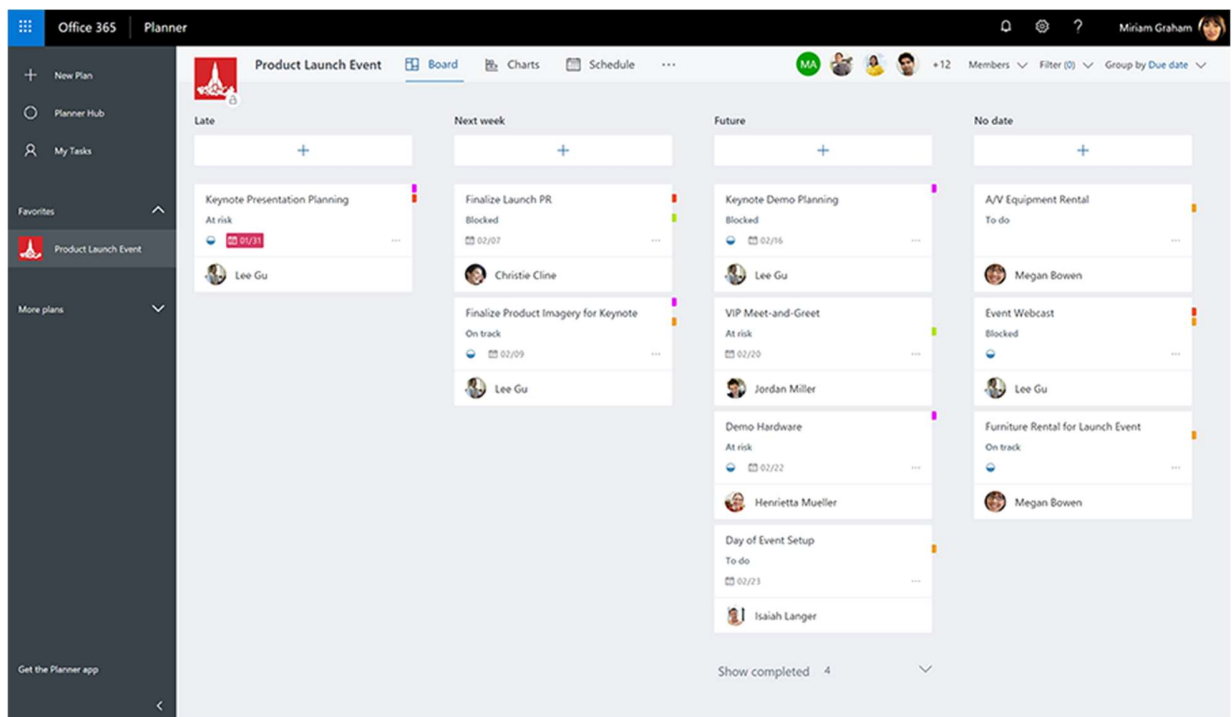 Office 365
Planner
Miriam Graham
New Plan
Planner Hub
My Tasks
Favorites
Product Launch Event
More plans
Get the Planner app
Product Launch Event
Board
Charts
Schedule
MA
+12
Members
Filter (0)
Group by Due date
Late
Keynote Presentation Planning
At risk
01/31
Lee Gu
Next week
Finalize Launch PR
Blocked
02/07
Christie Cline
Finalize Product Imagery for Keynote
On track
02/09
Lee Gu
Future
Keynote Demo Planning
Blocked
02/16
Lee Gu
VIP Meet-and-Greet
At risk
02/20
Jordan Miller
Demo Hardware
At risk
02/22
Henrietta Mueller
Day of Event Setup
To do
02/23
Isaiah Langer
Show completed 4
No date
A/V Equipment Rental
To do
Megan Bowen
Event Webcast
Blocked
Lee Gu
Furniture Rental for Launch Event
On track
Megan Bowen